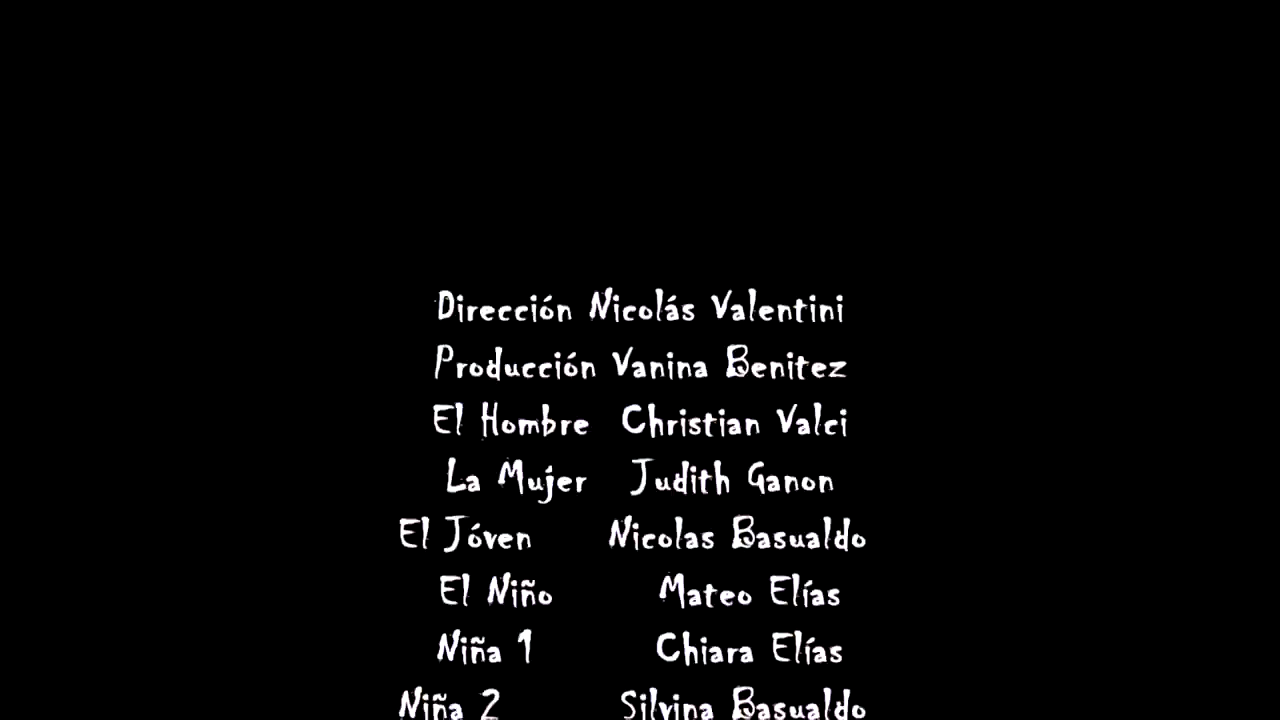 Dirección Nicolás Valentini
Producción Vanina Benitez
El Hombre Christian Valci
La Mujer Judith Ganon
El Jóven Nicolas Basualdo
El Niño Mateo Elías
Niña 1 Chiara Elías
Niña 2 Silvina Basualdo